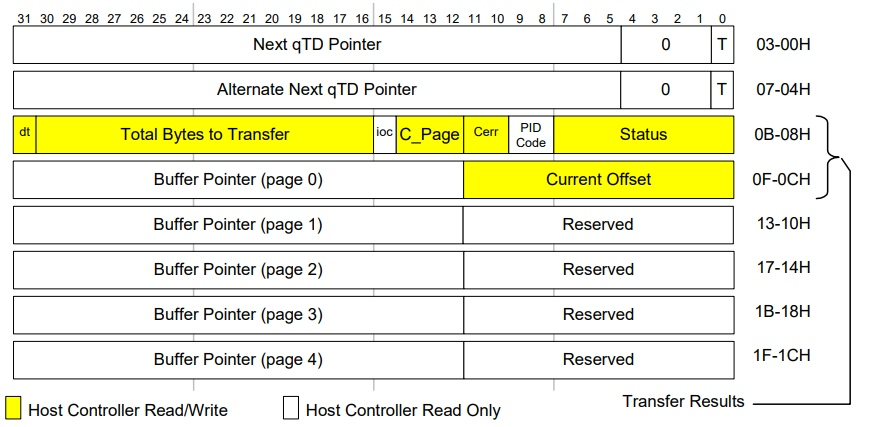 31 30 29 28 27 26 25 24 23 22 21 20 19 18 17 16 15 14 13 12 11 10 9 8 7 6 5 4 3 2 1 0
Next qTD Pointer 0 T 03-00H
Alternate Next qTD Pointer 0 T 07-04H
dt Total Bytes to Transfer ioc C_Page Cerr PID Code Status 0B-08H
Buffer Pointer (page 0) Current Offset 0F-0CH
Buffer Pointer (page 1) Reserved 13-10H
Buffer Pointer (page 2) Reserved 17-14H
Buffer Pointer (page 3) Reserved 1B-18H
Buffer Pointer (page 4) Reserved 1F-1CH
Host Controller Read/Write Host Controller Read Only Transfer Results